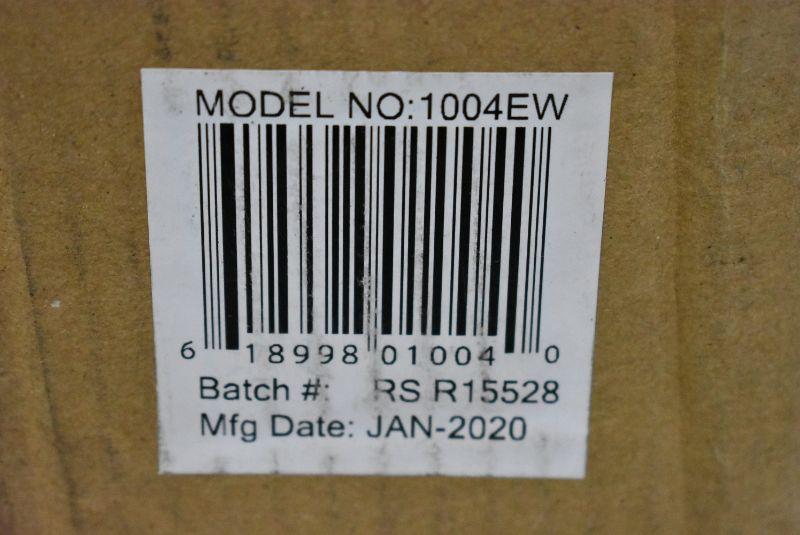 MODEL NO:1004EW
6 18998 01004 0
Batch #: RS R15528
Mfg Date: JAN-2020